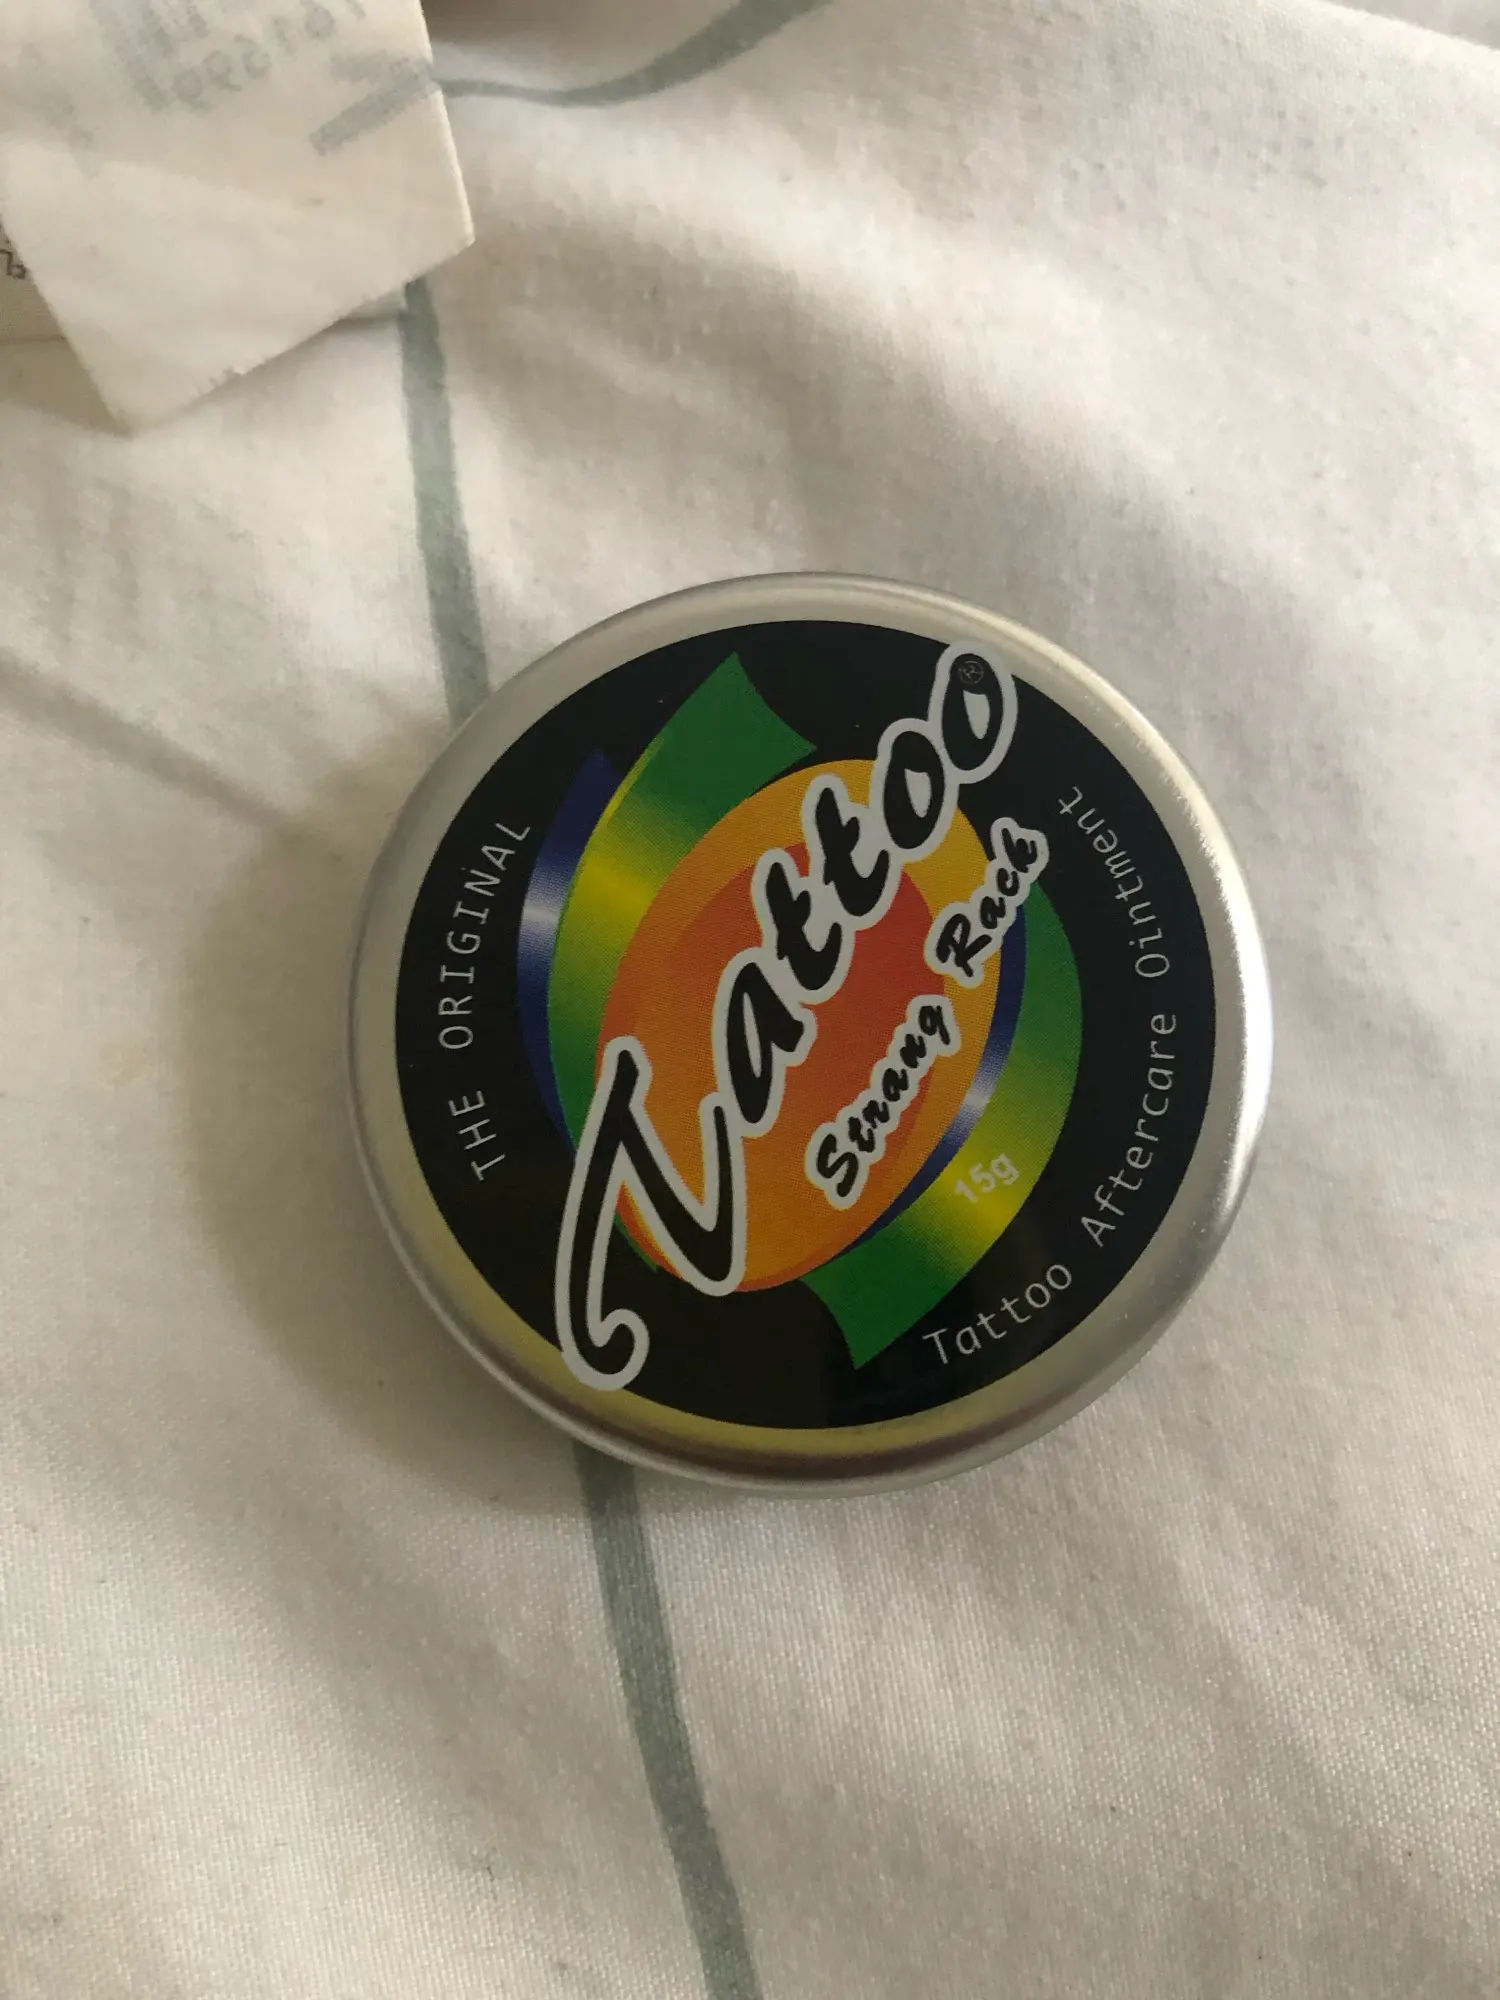 THE ORIGINAL
Tattoo®
Strang Rack
15g
Tattoo Aftercare Ointment